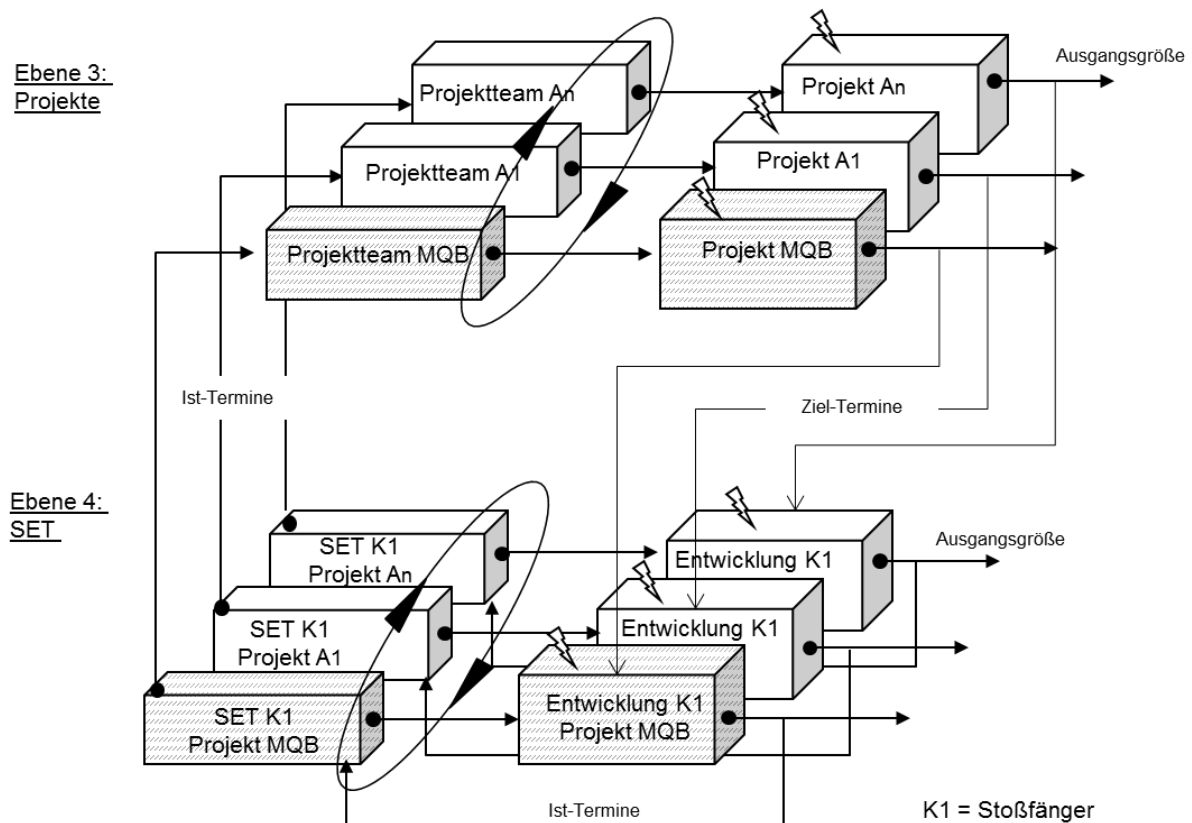 Ebene 3:
Projekte
Projektteam An
Projekt An
Ausgangsgröße
Projektteam A1
Projekt A1
Projektteam MQB
Projekt MQB
Ist-Termine
Ziel-Termine
Ebene 4:
SET
SET K1
Projekt An
Entwicklung K1
Ausgangsgröße
SET K1
Projekt A1
Entwicklung K1
SET K1
Projekt MQB
Entwicklung K1
Projekt MQB
Ist-Termine
K1 = Stoßfänger